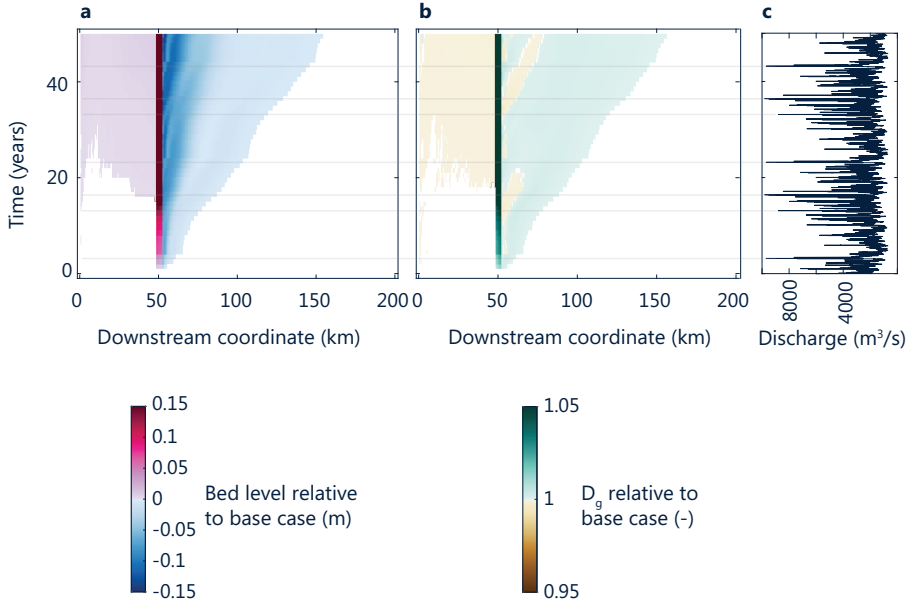 a
b
c
Time (years)
40
20
0
0
50
100
150
200
0
50
100
150
200
8000
4000
Downstream coordinate (km)
Downstream coordinate (km)
Discharge (m³/s)
0.15
0.1
0.05
0
-0.05
-0.1
-0.15
Bed level relative
to base case (m)
1.05
1
0.95
Dg relative to
base case (-)